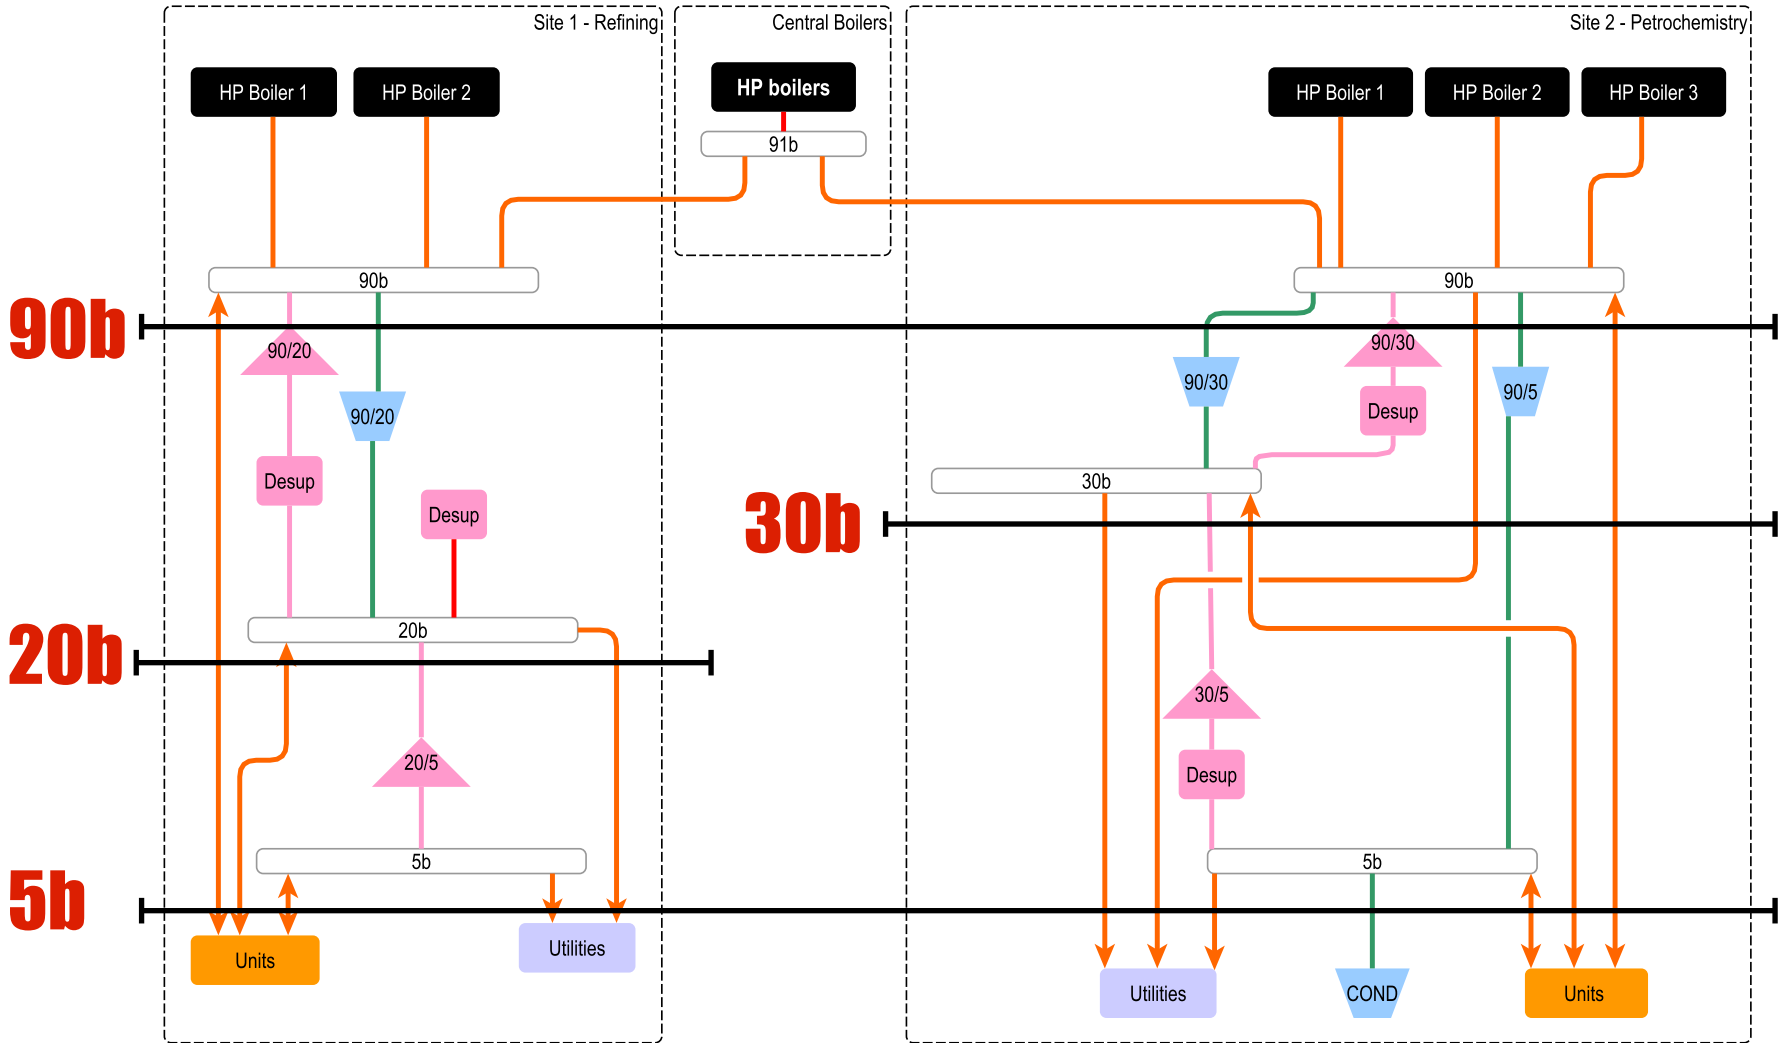 Site 1 - Refining
Central Boilers
Site 2 - Petrochemistry
HP Boiler 1
HP Boiler 2
HP boilers
HP Boiler 1
HP Boiler 2
HP Boiler 3
91b
90b
90b
90b
90/20
90/30
90/30
90/5
90/20
Desup
Desup
30b
Desup
30b
20b
20b
30/5
20/5
Desup
5b
5b
5b
Units
Utilities
Utilities
COND
Units